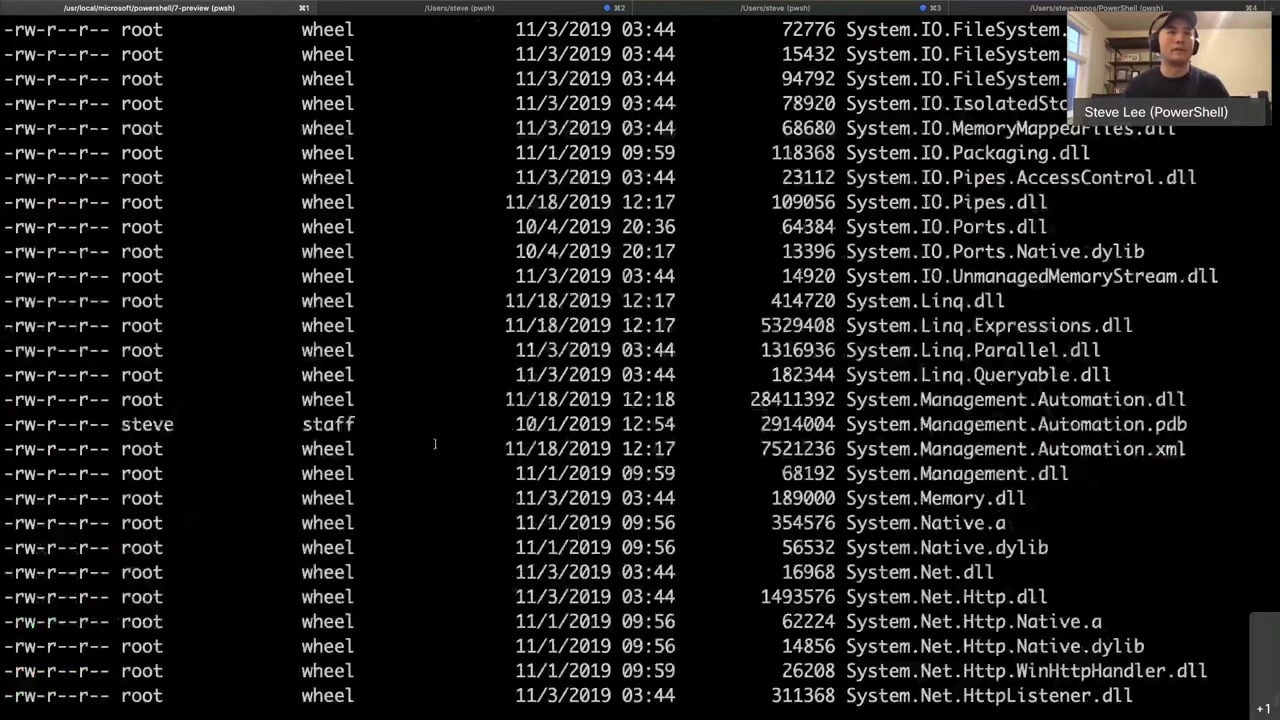 /usr/local/microsoft/powershell/7-preview (pwsh) ⌘1 /Users/steve (pwsh) ⌘2 /Users/steve (pwsh) ⌘3 /Users/steve/repos/PowerShell (pwsh) ⌘4
-rw-r--r-- root wheel 11/3/2019 03:44 72776 System.IO.FileSystem.
-rw-r--r-- root wheel 11/3/2019 03:44 15432 System.IO.FileSystem.
-rw-r--r-- root wheel 11/3/2019 03:44 94792 System.IO.FileSystem.
-rw-r--r-- root wheel 11/3/2019 03:44 78920 System.IO.IsolatedSto
Steve Lee (PowerShell)
-rw-r--r-- root wheel 11/3/2019 03:44 68680 System.IO.MemoryMappedFiles.dll
-rw-r--r-- root wheel 11/1/2019 09:59 118368 System.IO.Packaging.dll
-rw-r--r-- root wheel 11/3/2019 03:44 23112 System.IO.Pipes.AccessControl.dll
-rw-r--r-- root wheel 11/18/2019 12:17 109056 System.IO.Pipes.dll
-rw-r--r-- root wheel 10/4/2019 20:36 64384 System.IO.Ports.dll
-rw-r--r-- root wheel 10/4/2019 20:17 13396 System.IO.Ports.Native.dylib
-rw-r--r-- root wheel 11/3/2019 03:44 14920 System.IO.UnmanagedMemoryStream.dll
-rw-r--r-- root wheel 11/18/2019 12:17 414720 System.Linq.dll
-rw-r--r-- root wheel 11/18/2019 12:17 5329408 System.Linq.Expressions.dll
-rw-r--r-- root wheel 11/3/2019 03:44 1316936 System.Linq.Parallel.dll
-rw-r--r-- root wheel 11/3/2019 03:44 182344 System.Linq.Queryable.dll
-rw-r--r-- root wheel 11/18/2019 12:18 28411392 System.Management.Automation.dll
-rw-r--r-- steve staff 10/1/2019 12:54 2914004 System.Management.Automation.pdb
-rw-r--r-- root wheel 11/18/2019 12:17 7521236 System.Management.Automation.xml
-rw-r--r-- root wheel 11/1/2019 09:59 68192 System.Management.dll
-rw-r--r-- root wheel 11/3/2019 03:44 189000 System.Memory.dll
-rw-r--r-- root wheel 11/1/2019 09:56 354576 System.Native.a
-rw-r--r-- root wheel 11/1/2019 09:56 56532 System.Native.dylib
-rw-r--r-- root wheel 11/3/2019 03:44 16968 System.Net.dll
-rw-r--r-- root wheel 11/3/2019 03:44 1493576 System.Net.Http.dll
-rw-r--r-- root wheel 11/1/2019 09:56 62224 System.Net.Http.Native.a
-rw-r--r-- root wheel 11/1/2019 09:56 14856 System.Net.Http.Native.dylib
-rw-r--r-- root wheel 11/1/2019 09:59 26208 System.Net.Http.WinHttpHandler.dll
-rw-r--r-- root wheel 11/3/2019 03:44 311368 System.Net.HttpListener.dll
+1